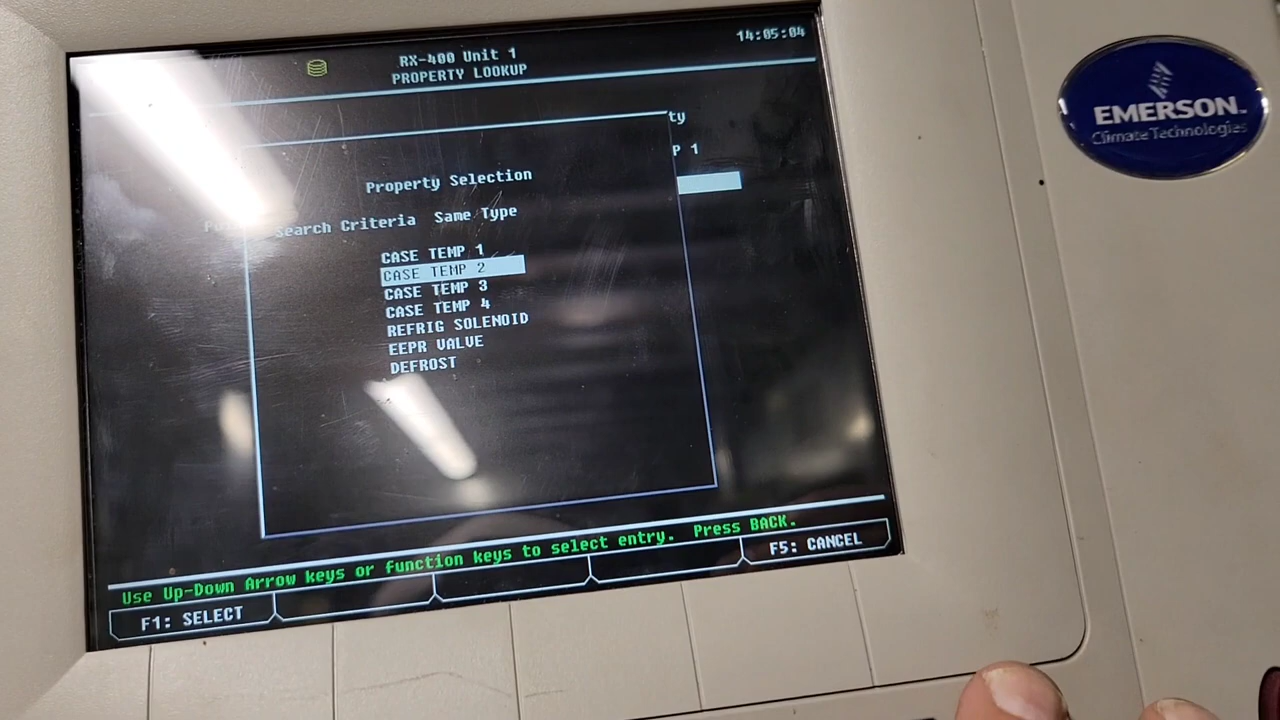 14:05:04
RX-400 Unit 1
PROPERTY LOOKUP
ty
P 1
Property Selection
Search Criteria Same Type
CASE TEMP 1
CASE TEMP 2
CASE TEMP 3
CASE TEMP 4
REFRIG SOLENOID
EEPR VALVE
DEFROST
Use Up-Down Arrow keys or function keys to select entry. Press BACK.
F1: SELECT
F5: CANCEL
EMERSON.
Climate Technologies